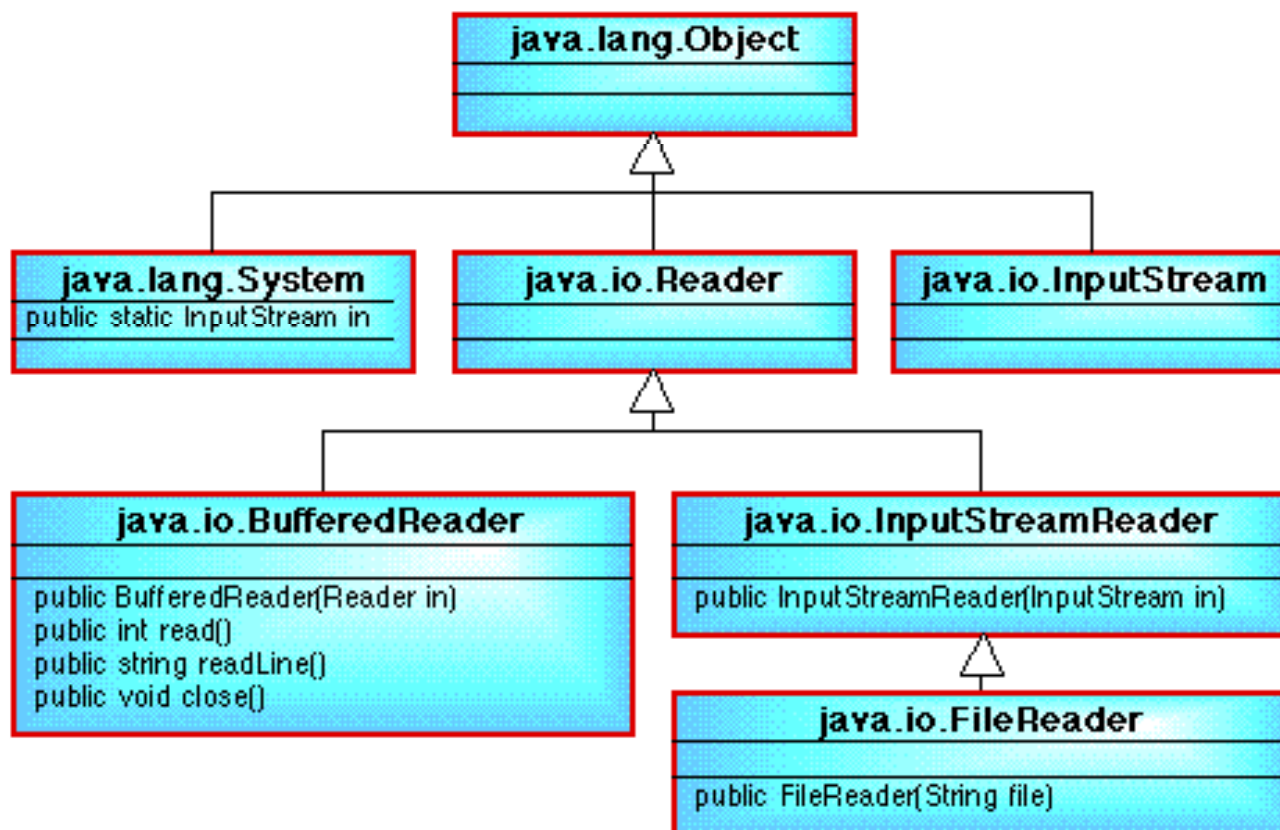 java.lang.Object
java.lang.System
public static InputStream in
java.io.Reader
java.io.InputStream
java.io.BufferedReader
public BufferedReader(Reader in)
public int read()
public string readLine()
public void close()
java.io.InputStreamReader
public InputStreamReader(InputStream in)
java.io.FileReader
public FileReader(String file)